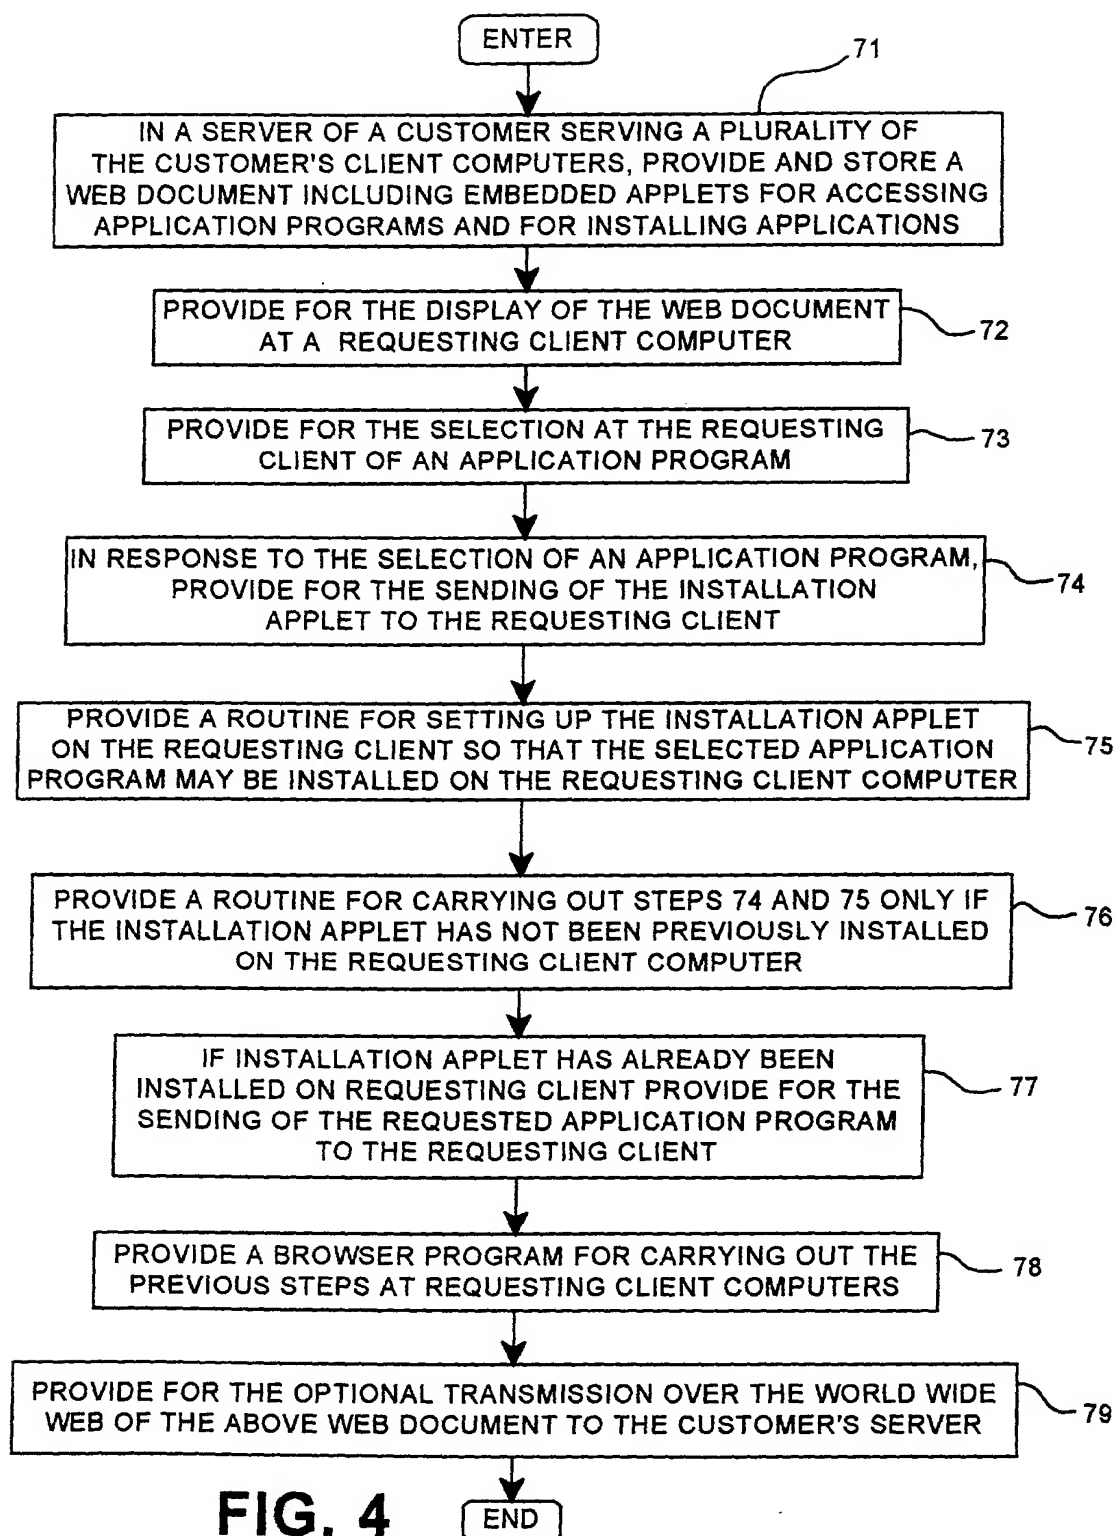 ENTER
71
IN A SERVER OF A CUSTOMER SERVING A PLURALITY OF
THE CUSTOMER'S CLIENT COMPUTERS, PROVIDE AND STORE A
WEB DOCUMENT INCLUDING EMBEDDED APPLETS FOR ACCESSING
APPLICATION PROGRAMS AND FOR INSTALLING APPLICATIONS
PROVIDE FOR THE DISPLAY OF THE WEB DOCUMENT
AT A REQUESTING CLIENT COMPUTER
72
PROVIDE FOR THE SELECTION AT THE REQUESTING
CLIENT OF AN APPLICATION PROGRAM
73
IN RESPONSE TO THE SELECTION OF AN APPLICATION PROGRAM,
PROVIDE FOR THE SENDING OF THE INSTALLATION
APPLET TO THE REQUESTING CLIENT
74
PROVIDE A ROUTINE FOR SETTING UP THE INSTALLATION APPLET
ON THE REQUESTING CLIENT SO THAT THE SELECTED APPLICATION
PROGRAM MAY BE INSTALLED ON THE REQUESTING CLIENT COMPUTER
75
PROVIDE A ROUTINE FOR CARRYING OUT STEPS 74 AND 75 ONLY IF
THE INSTALLATION APPLET HAS NOT BEEN PREVIOUSLY INSTALLED
ON THE REQUESTING CLIENT COMPUTER
76
IF INSTALLATION APPLET HAS ALREADY BEEN
INSTALLED ON REQUESTING CLIENT PROVIDE FOR THE
SENDING OF THE REQUESTED APPLICATION PROGRAM
TO THE REQUESTING CLIENT
77
PROVIDE A BROWSER PROGRAM FOR CARRYING OUT THE
PREVIOUS STEPS AT REQUESTING CLIENT COMPUTERS
78
PROVIDE FOR THE OPTIONAL TRANSMISSION OVER THE WORLD WIDE
WEB OF THE ABOVE WEB DOCUMENT TO THE CUSTOMER'S SERVER
79
FIG. 4
END